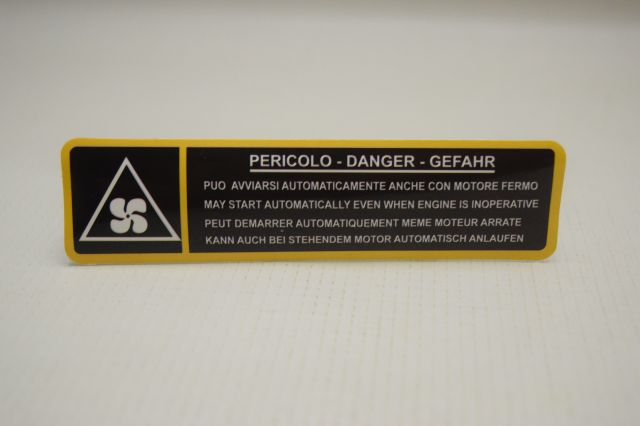 PERICOLO - DANGER - GEFAHR
PUO AVVIARSI AUTOMATICAMENTE ANCHE CON MOTORE FERMO
MAY START AUTOMATICALLY EVEN WHEN ENGINE IS INOPERATIVE
PEUT DEMARRER AUTOMATIQUEMENT MEME MOTEUR ARRATE
KANN AUCH BEI STEHENDEM MOTOR AUTOMATISCH ANLAUFEN